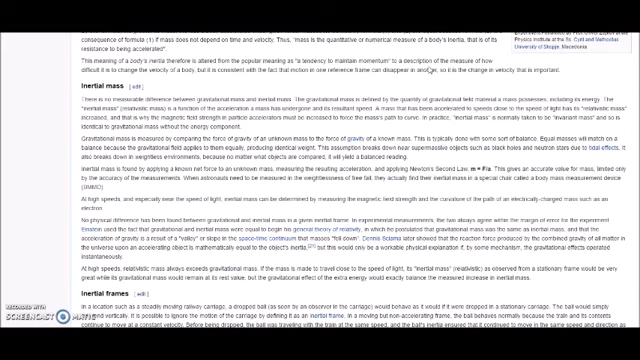 consequence of formula (1) if mass does not depend on time and velocity. Thus, "mass is the quantitative or numerical measure of a body's inertia, that is of its
resistance to being accelerated".
Physics Institute at the Sv. Cyril and Methodius
University of Skopje, Macedonia
This meaning of a body's inertia therefore is altered from the popular meaning as "a tendency to maintain momentum" to a description of the measure of how
difficult it is to change the velocity of a body, but it is consistent with the fact that motion in one reference frame can disappear in another, so it is the change in velocity that is important.
Inertial mass [ edit ]
There is no measurable difference between gravitational mass and inertial mass. The gravitational mass is defined by the quantity of gravitational field material a mass possesses, including its energy. The
"inertial mass" (relativistic mass) is a function of the acceleration a mass has undergone and its resultant speed. A mass that has been accelerated to speeds close to the speed of light has its "relativistic mass"
increased, and that is why the magnetic field strength in particle accelerators must be increased to force the mass's path to curve. In practice, "inertial mass" is normally taken to be "invariant mass" and so is
identical to gravitational mass without the energy component.
Gravitational mass is measured by comparing the force of gravity of an unknown mass to the force of gravity of a known mass. This is typically done with some sort of balance. Equal masses will match on a
balance because the gravitational field applies to them equally, producing identical weight. This assumption breaks down near supermassive objects such as black holes and neutron stars due to tidal effects. It
also breaks down in weightless environments, because no matter what objects are compared, it will yield a balanced reading.
Inertial mass is found by applying a known net force to an unknown mass, measuring the resulting acceleration, and applying Newton's Second Law, m = F/a. This gives an accurate value for mass, limited only
by the accuracy of the measurements. When astronauts need to be measured in the weightlessness of free fall, they actually find their inertial mass in a special chair called a body mass measurement device
(BMMD).
At high speeds, and especially near the speed of light, inertial mass can be determined by measuring the magnetic field strength and the curvature of the path of an electrically-charged mass such as an
electron.
No physical difference has been found between gravitational and inertial mass in a given inertial frame. In experimental measurements, the two always agree within the margin of error for the experiment.
Einstein used the fact that gravitational and inertial mass were equal to begin his general theory of relativity, in which he postulated that gravitational mass was the same as inertial mass, and that the
acceleration of gravity is a result of a "valley" or slope in the space-time continuum that masses "fell down". Dennis Sciama later showed that the reaction force produced by the combined gravity of all matter in
the universe upon an accelerating object is mathematically equal to the object's inertia, but this would only be a workable physical explanation if, by some mechanism, the gravitational effects operated
instantaneously.
At high speeds, relativistic mass always exceeds gravitational mass. If the mass is made to travel close to the speed of light, its "inertial mass" (relativistic) as observed from a stationary frame would be very
great while its gravitational mass would remain at its rest value, but the gravitational effect of the extra energy would exactly balance the measured increase in inertial mass.
Inertial frames [ edit ]
In a location such as a steadily moving railway carriage, a dropped ball (as seen by an observer in the carriage) would behave as it would if it were dropped in a stationary carriage. The ball would simply
descend vertically. It is possible to ignore the motion of the carriage by defining it as an inertial frame. In a moving but non-accelerating frame, the ball behaves normally because the train and its contents
continue to move at a constant velocity. Before being dropped, the ball was traveling with the train at the same speed, and the ball's inertia ensured that it continued to move in the same speed and direction as
RECORDED WITH
SCREENCAST MATIC